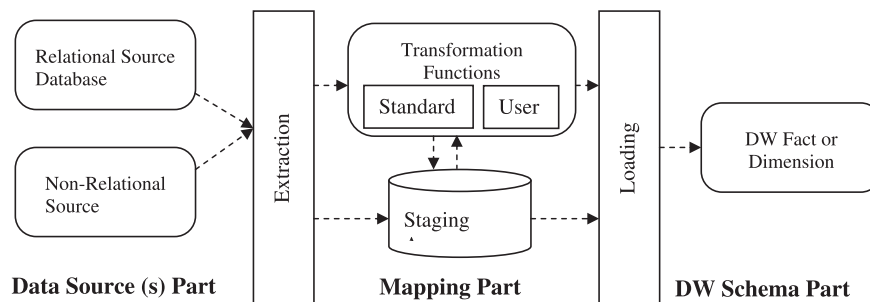 Relational Source
Database
Non-Relational
Source
Extraction
Transformation
Functions
Standard
User
Staging
Loading
DW Fact or
Dimension
Data Source (s) Part
Mapping Part
DW Schema Part